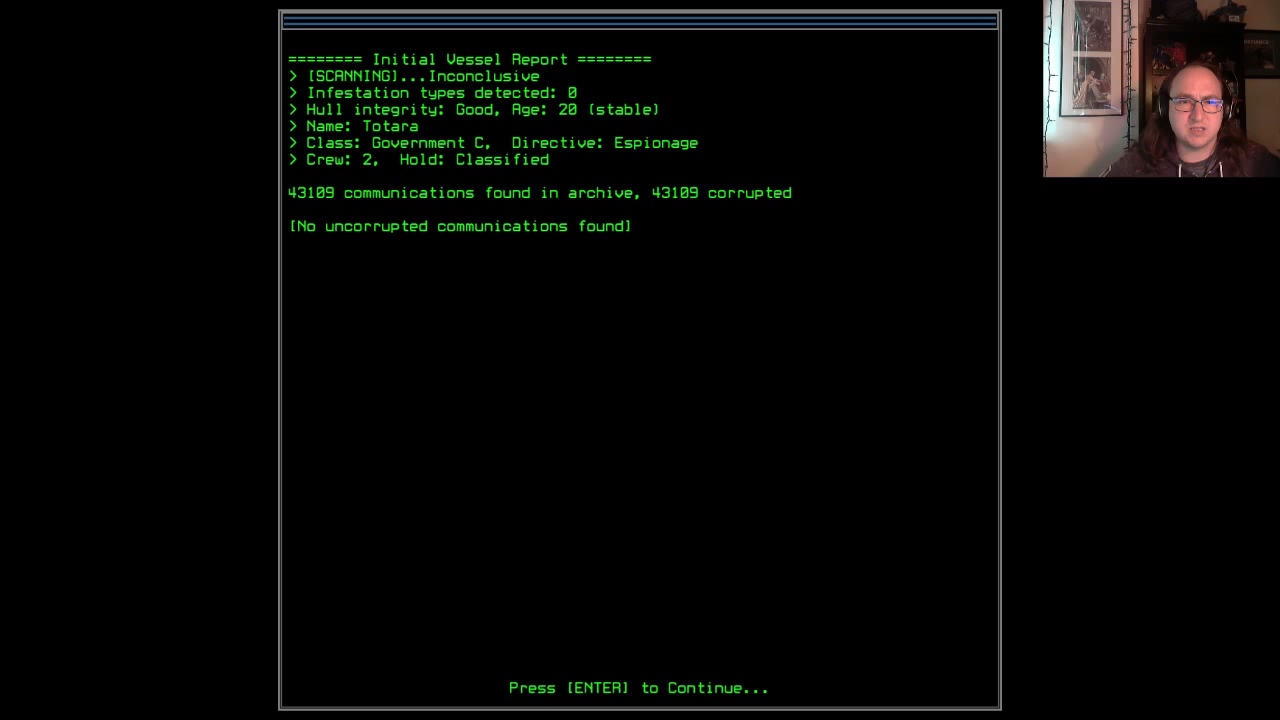 ======== Initial Vessel Report ========
> [SCANNING]...Inconclusive
> Infestation types detected: 0
> Hull integrity: Good, Age: 20 (stable)
> Name: Totara
> Class: Government C,  Directive: Espionage
> Crew: 2,  Hold: Classified
43109 communications found in archive, 43109 corrupted
[No uncorrupted communications found]
Press [ENTER] to Continue...